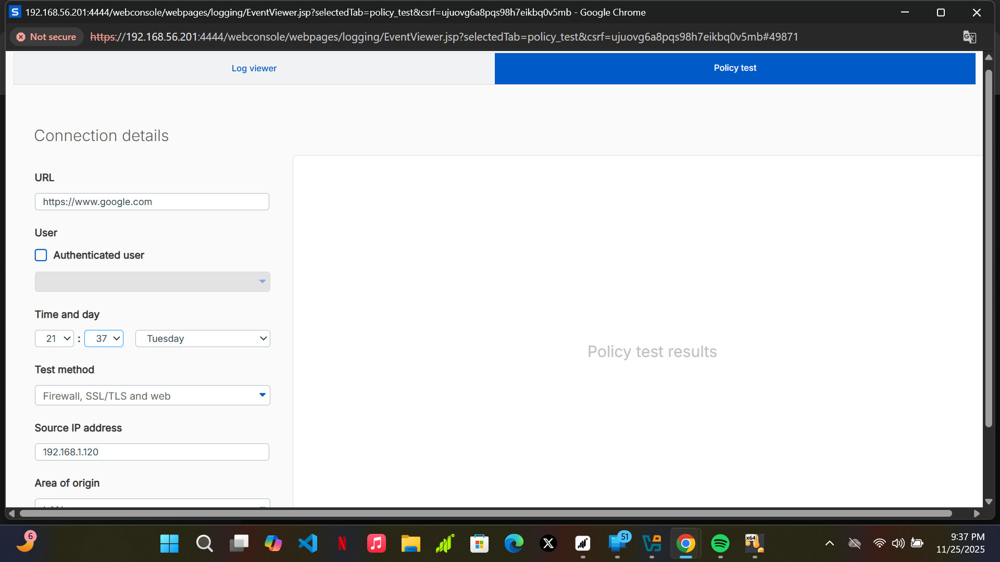 192.168.56.201:4444/webconsole/webpages/logging/EventViewer.jsp?selectedTab=policy_test&csrf=ujuovg6a8pqs98h7eikbq0v5mb - Google Chrome
Not secure https://192.168.56.201:4444/webconsole/webpages/logging/EventViewer.jsp?selectedTab=policy_test&csrf=ujuovg6a8pqs98h7eikbq0v5mb#49871
Log viewer
Policy test
Connection details
URL
https://www.google.com
User
Authenticated user
Time and day
21 : 37 Tuesday
Test method
Firewall, SSL/TLS and web
Source IP address
192.168.1.120
Area of origin
Policy test results
6
51
x64
9:37 PM
11/25/2025